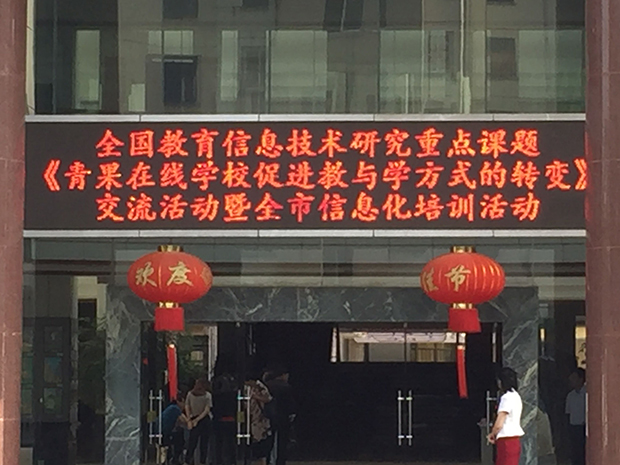 全国教育信息技术研究重点课题
《青果在线学校促进教与学方式的转变》
交流活动暨全市信息化培训活动
欢度
佳节